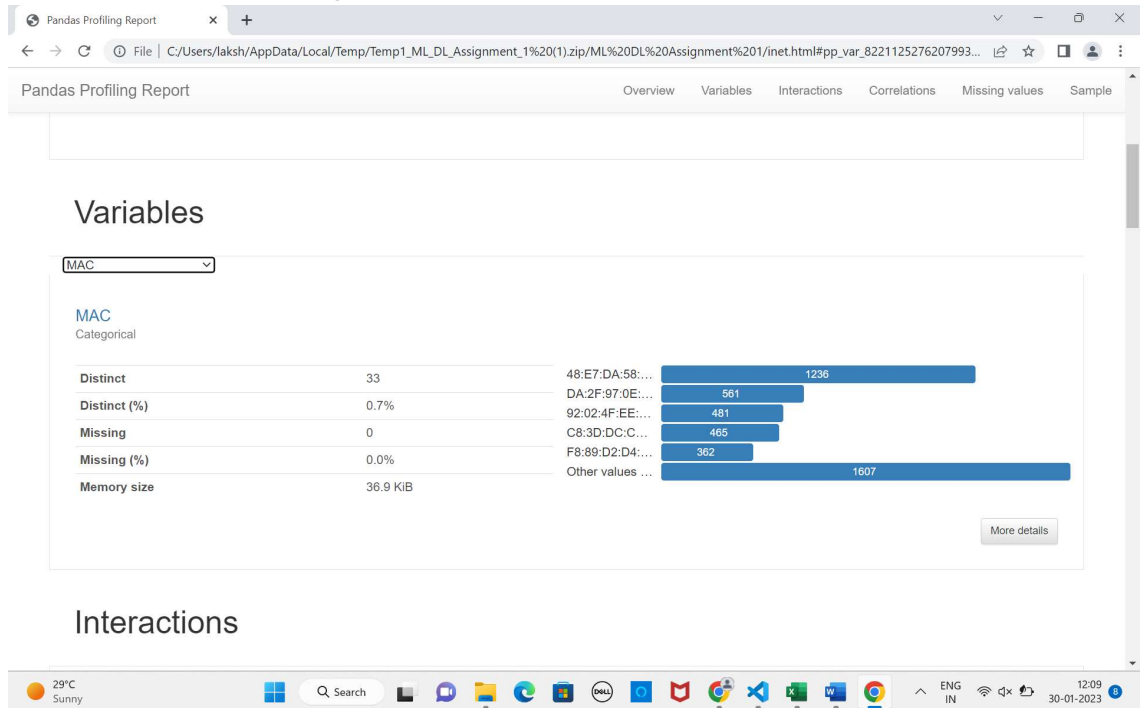 Pandas Profiling Report
File | C:/Users/laksh/AppData/Local/Temp/Temp1_ML_DL_Assignment_1%20(1).zip/ML%20DL%20Assignment%201/inet.html#pp_var_8221125276207993...
Pandas Profiling Report Overview Variables Interactions Correlations Missing values Sample
Variables
MAC
MAC
Categorical
Distinct 33
Distinct (%) 0.7%
Missing 0
Missing (%) 0.0%
Memory size 36.9 KiB
48:E7:DA:58:... 1236
DA:2F:97:0E:... 561
92:02:4F:EE:... 481
C8:3D:DC:C... 465
F8:89:D2:D4:... 362
Other values ... 1607
More details
Interactions
29°C
Sunny
Search
DELL
ENG
IN
12:09
30-01-2023
8